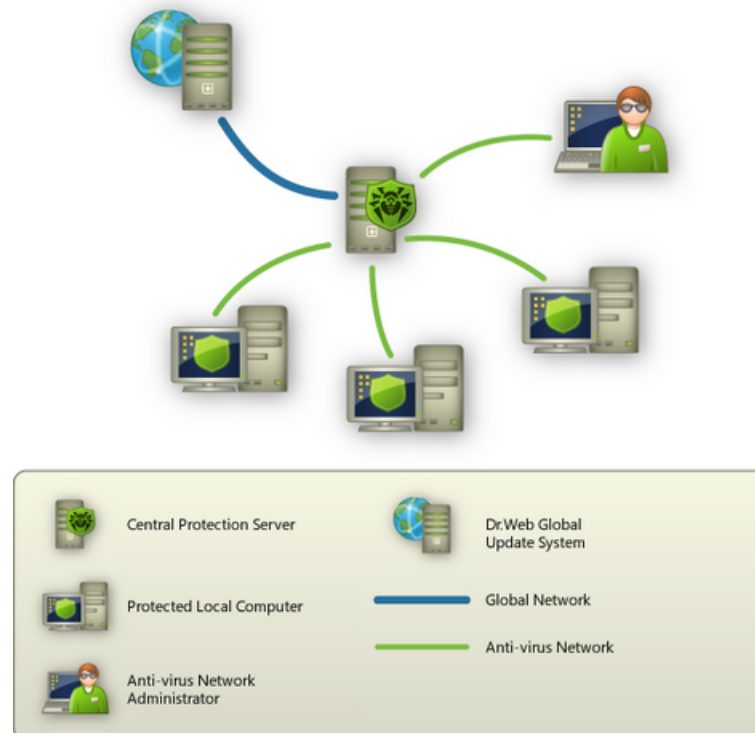 Central Protection Server
Dr.Web Global
Update System
Protected Local Computer
Global Network
Anti-virus Network
Anti-virus Network
Administrator